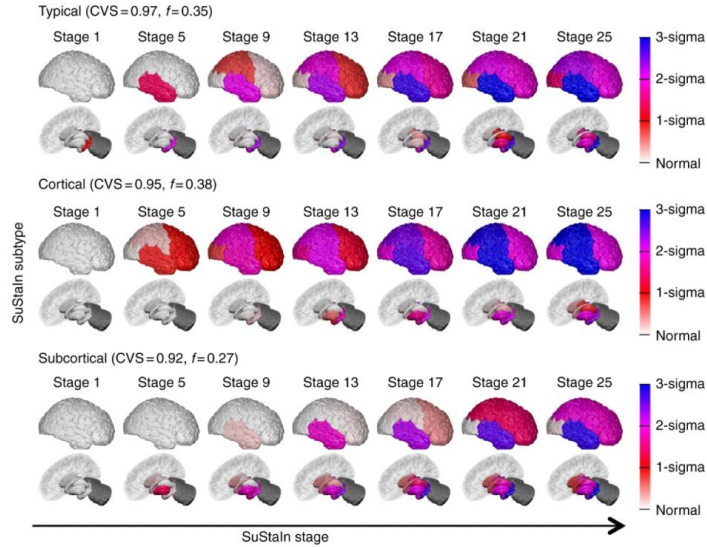 Typical (CVS = 0.97, f = 0.35)
Stage 1 Stage 5 Stage 9 Stage 13 Stage 17 Stage 21 Stage 25
3-sigma
2-sigma
1-sigma
Normal
Cortical (CVS = 0.95, f = 0.38)
Stage 1 Stage 5 Stage 9 Stage 13 Stage 17 Stage 21 Stage 25
3-sigma
2-sigma
1-sigma
Normal
SuStaIn subtype
Subcortical (CVS = 0.92, f = 0.27)
Stage 1 Stage 5 Stage 9 Stage 13 Stage 17 Stage 21 Stage 25
3-sigma
2-sigma
1-sigma
Normal
SuStaIn stage